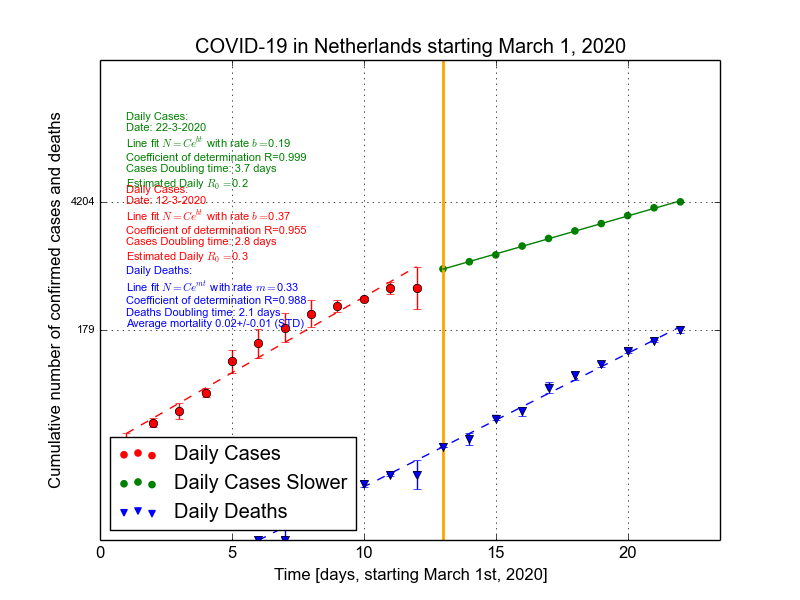 COVID-19 in Netherlands starting March 1, 2020
Cumulative number of confirmed cases and deaths
4204
179
Daily Cases:
Date: 22-3-2020
Line fit N=Ce^{bt} with rate b=0.19
Coefficient of determination R=0.999
Cases Doubling time: 3.7 days
Estimated Daily R_0=0.2
Daily Cases:
Date: 12-3-2020
Line fit N=Ce^{bt} with rate b=0.37
Coefficient of determination R=0.955
Cases Doubling time: 2.8 days
Estimated Daily R_0=0.3
Daily Deaths:
Line fit N=Ce^{mt} with rate m=0.33
Coefficient of determination R=0.988
Deaths Doubling time: 2.1 days
Average mortality 0.02+/-0.01 (STD)
Daily Cases
Daily Cases Slower
Daily Deaths
0 5 10 15 20
Time [days, starting March 1st, 2020]